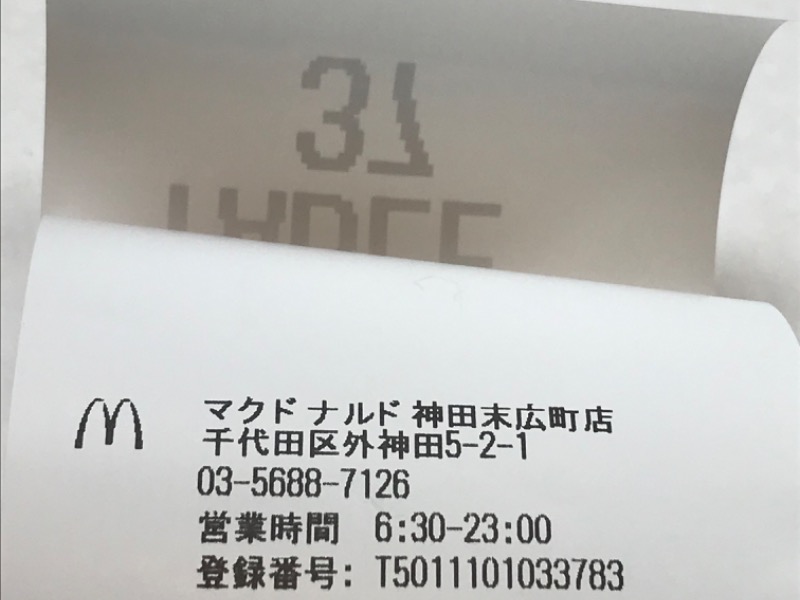 マクドナルド 神田末広町店
千代田区外神田5-2-1
03-5688-7126
営業時間 6:30-23:00
登録番号: T5011101033783